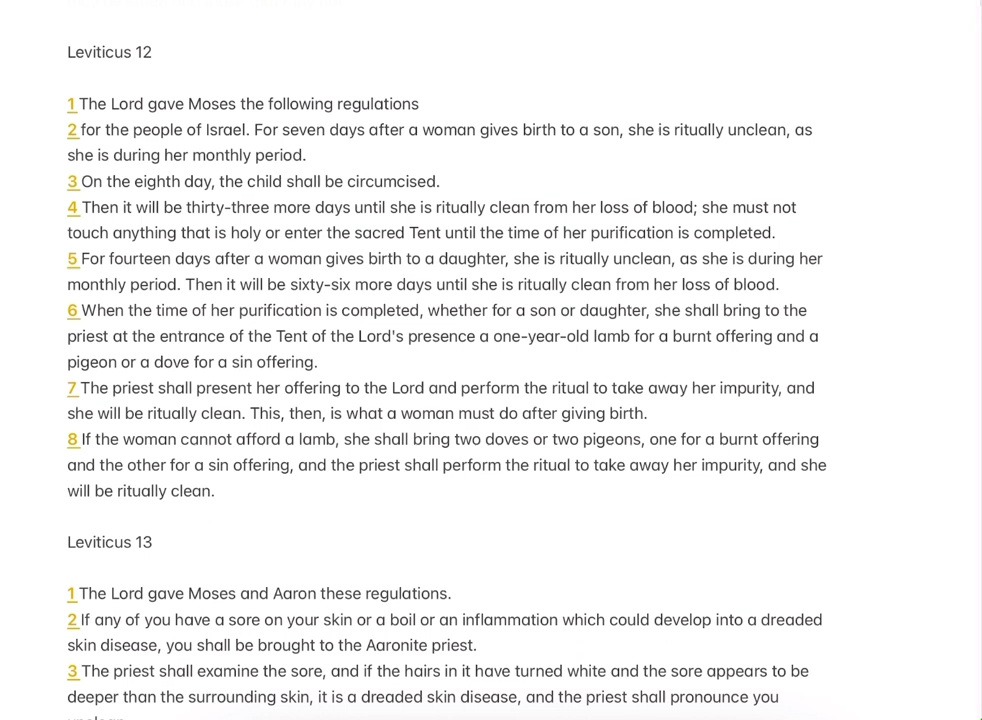 Leviticus 12
1 The Lord gave Moses the following regulations
2 for the people of Israel. For seven days after a woman gives birth to a son, she is ritually unclean, as
she is during her monthly period.
3 On the eighth day, the child shall be circumcised.
4 Then it will be thirty-three more days until she is ritually clean from her loss of blood; she must not
touch anything that is holy or enter the sacred Tent until the time of her purification is completed.
5 For fourteen days after a woman gives birth to a daughter, she is ritually unclean, as she is during her
monthly period. Then it will be sixty-six more days until she is ritually clean from her loss of blood.
6 When the time of her purification is completed, whether for a son or daughter, she shall bring to the
priest at the entrance of the Tent of the Lord's presence a one-year-old lamb for a burnt offering and a
pigeon or a dove for a sin offering.
7 The priest shall present her offering to the Lord and perform the ritual to take away her impurity, and
she will be ritually clean. This, then, is what a woman must do after giving birth.
8 If the woman cannot afford a lamb, she shall bring two doves or two pigeons, one for a burnt offering
and the other for a sin offering, and the priest shall perform the ritual to take away her impurity, and she
will be ritually clean.
Leviticus 13
1 The Lord gave Moses and Aaron these regulations.
2 If any of you have a sore on your skin or a boil or an inflammation which could develop into a dreaded
skin disease, you shall be brought to the Aaronite priest.
3 The priest shall examine the sore, and if the hairs in it have turned white and the sore appears to be
deeper than the surrounding skin, it is a dreaded skin disease, and the priest shall pronounce you